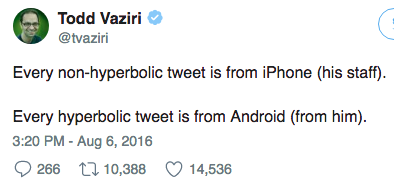 Todd Vaziri
@tvaziri
Every non-hyperbolic tweet is from iPhone (his staff).
Every hyperbolic tweet is from Android (from him).
3:20 PM - Aug 6, 2016
266 10,388 14,536